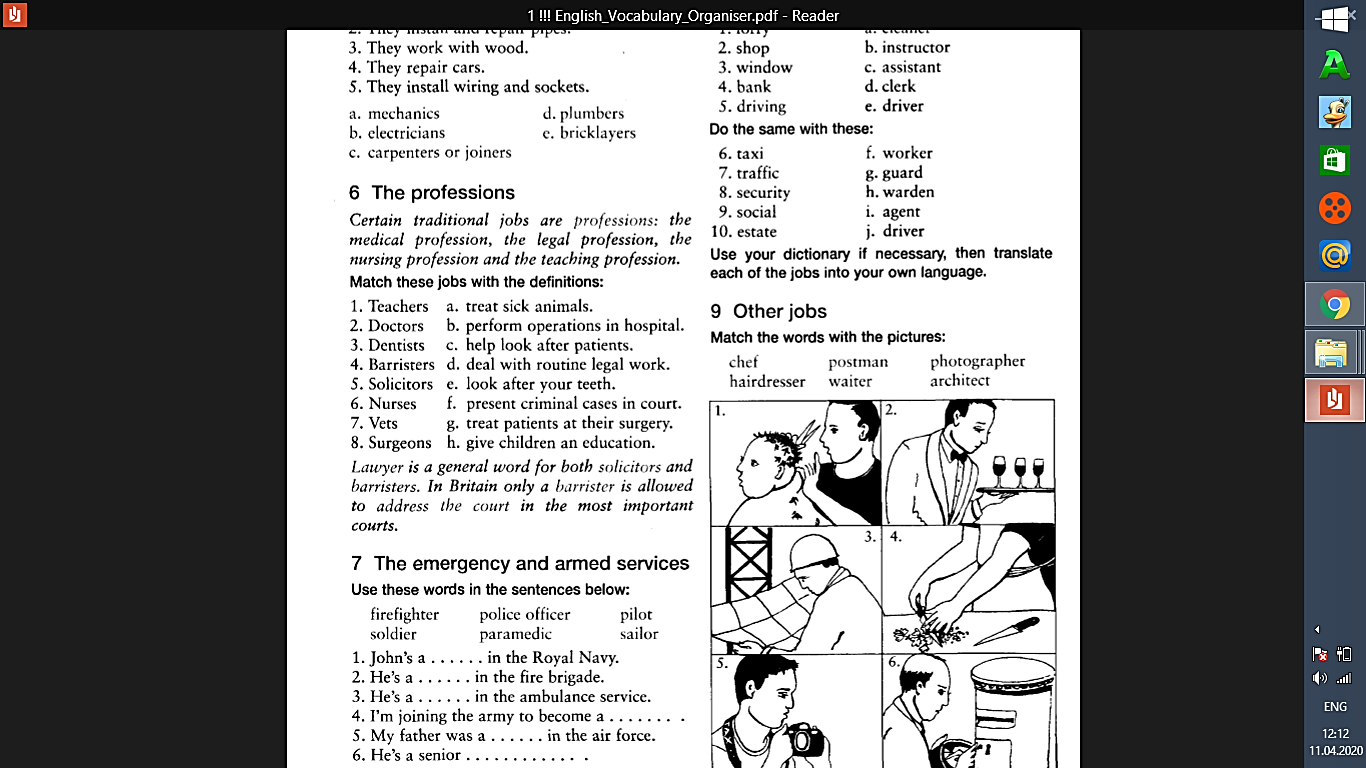 1 !!! English_Vocabulary_Organiser.pdf - Reader
2. They install and repair pipes.
3. They work with wood.
4. They repair cars.
5. They install wiring and sockets.
a. mechanics d. plumbers
b. electricians e. bricklayers
c. carpenters or joiners
6 The professions
Certain traditional jobs are professions: the
medical profession, the legal profession, the
nursing profession and the teaching profession.
Match these jobs with the definitions:
1. Teachers a. treat sick animals.
2. Doctors b. perform operations in hospital.
3. Dentists c. help look after patients.
4. Barristers d. deal with routine legal work.
5. Solicitors e. look after your teeth.
6. Nurses f. present criminal cases in court.
7. Vets g. treat patients at their surgery.
8. Surgeons h. give children an education.
Lawyer is a general word for both solicitors and
barristers. In Britain only a barrister is allowed
to address the court in the most important
courts.
7 The emergency and armed services
Use these words in the sentences below:
firefighter police officer pilot
soldier paramedic sailor
1. John's a . . . . . . in the Royal Navy.
2. He's a . . . . . . in the fire brigade.
3. He's a . . . . . . in the ambulance service.
4. I'm joining the army to become a . . . . . . . .
5. My father was a . . . . . . in the air force.
6. He's a senior . . . . . . . . . . . . .
1. lorry a. cleaner
2. shop b. instructor
3. window c. assistant
4. bank d. clerk
5. driving e. driver
Do the same with these:
6. taxi f. worker
7. traffic g. guard
8. security h. warden
9. social i. agent
10. estate j. driver
Use your dictionary if necessary, then translate
each of the jobs into your own language.
9 Other jobs
Match the words with the pictures:
chef postman photographer
hairdresser waiter architect
1. 2.
3. 4.
5. 6.
ENG
12:12
11.04.2020